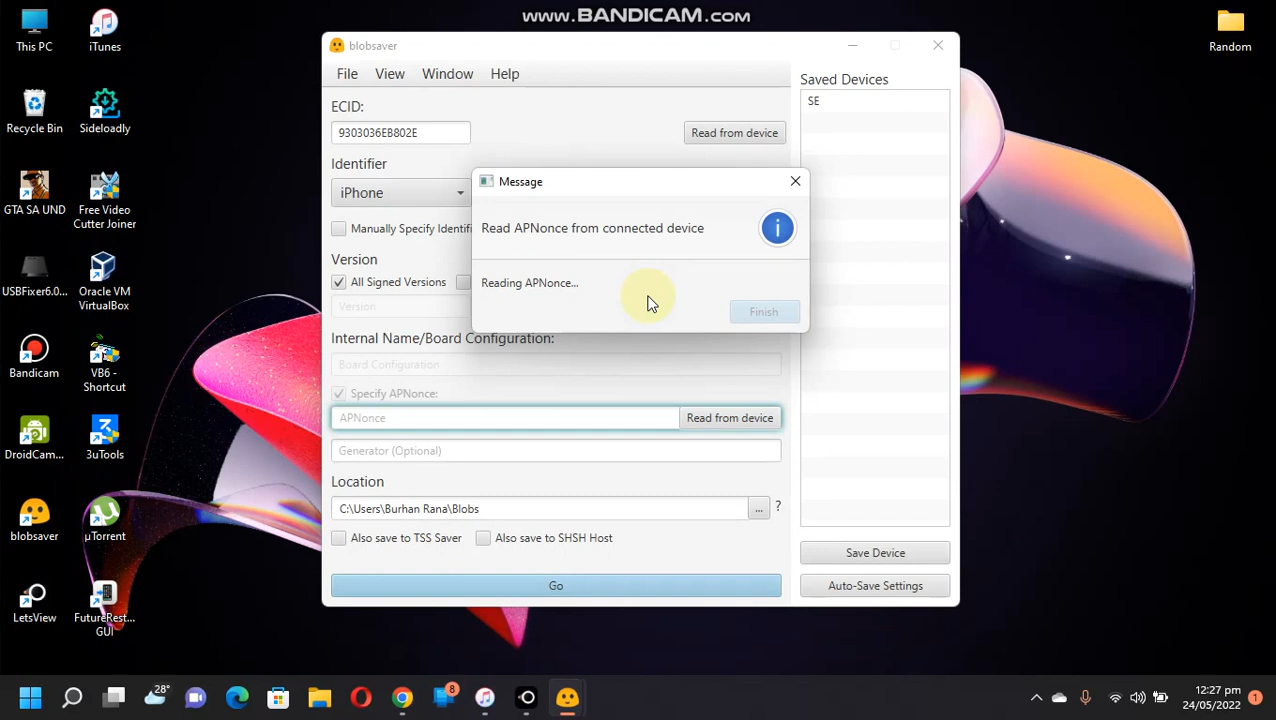 www.BANDICAM.com
This PC
iTunes
Recycle Bin
Sideloadly
GTA SA UND
Free Video
Cutter Joiner
USBFixer6.0...
Oracle VM
VirtualBox
Bandicam
VB6 -
Shortcut
DroidCam...
3uTools
blobsaver
µTorrent
LetsView
FutureRest...
GUI
Random
blobsaver
File View Window Help
ECID:
9303036EB802E
Read from device
Identifier
iPhone
Manually Specify Identifi
Version
All Signed Versions
Version
Internal Name/Board Configuration:
Board Configuration
Specify APNonce:
APNonce
Read from device
Generator (Optional)
Location
C:\Users\Burhan Rana\Blobs
...
?
Also save to TSS Saver
Also save to SHSH Host
Go
Saved Devices
SE
Save Device
Auto-Save Settings
Message
Read APNonce from connected device
i
Reading APNonce...
Finish
28°
8
12:27 pm
24/05/2022
1